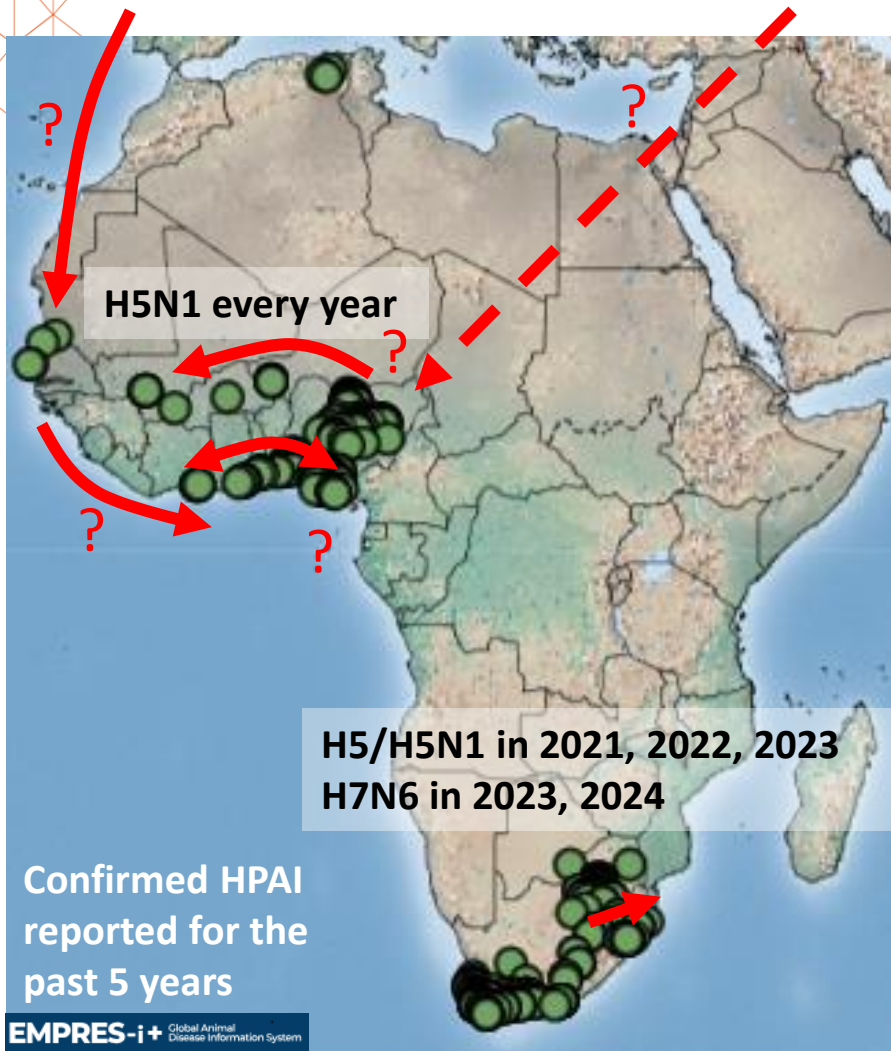 ?
?
H5N1 every year
?
?
?
H5/H5N1 in 2021, 2022, 2023
H7N6 in 2023, 2024
Confirmed HPAI
reported for the
past 5 years
EMPRES-i+ Global Animal
Disease Information System